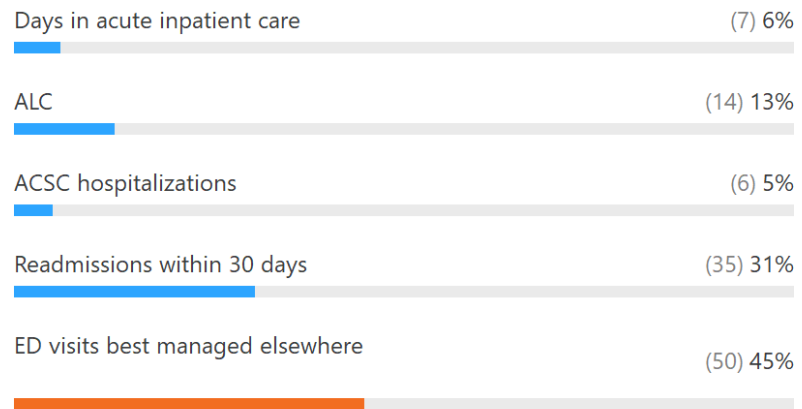 Days in acute inpatient care (7) 6%
ALC (14) 13%
ACSC hospitalizations (6) 5%
Readmissions within 30 days (35) 31%
ED visits best managed elsewhere
(50) 45%